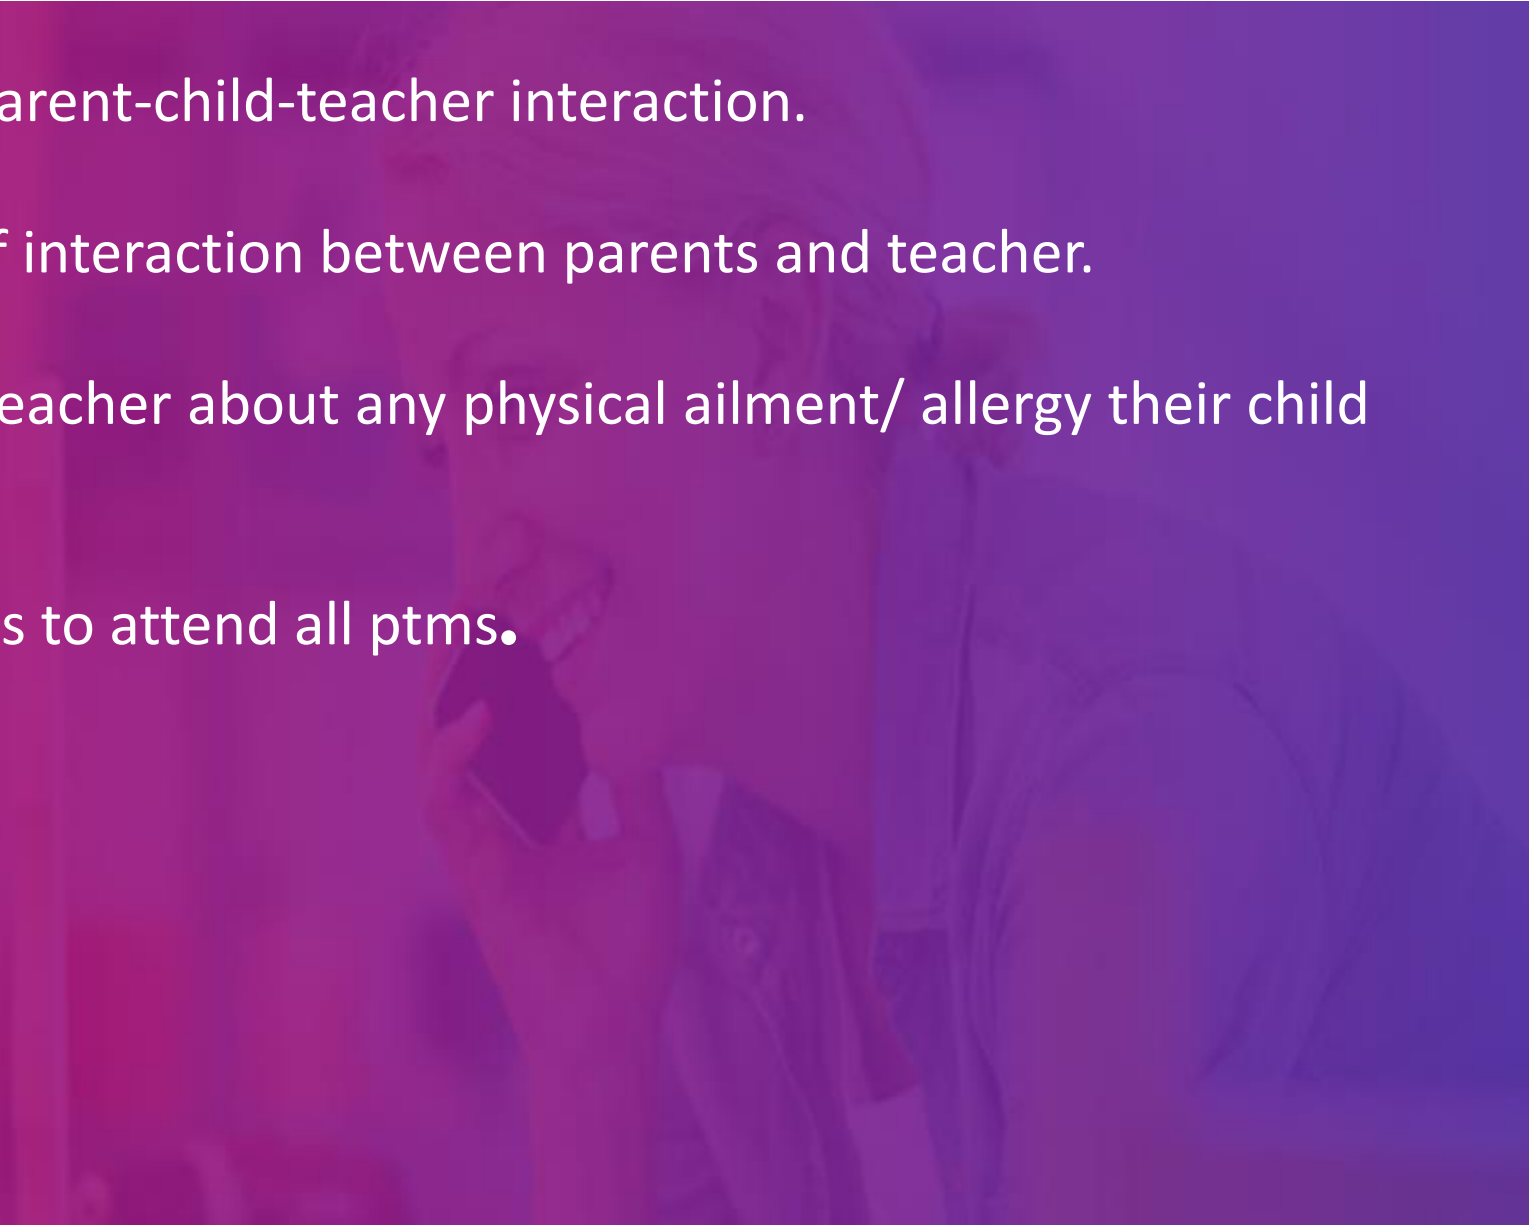 arent-child-teacher interaction.
f interaction between parents and teacher.
eacher about any physical ailment/ allergy their child
s to attend all ptms.